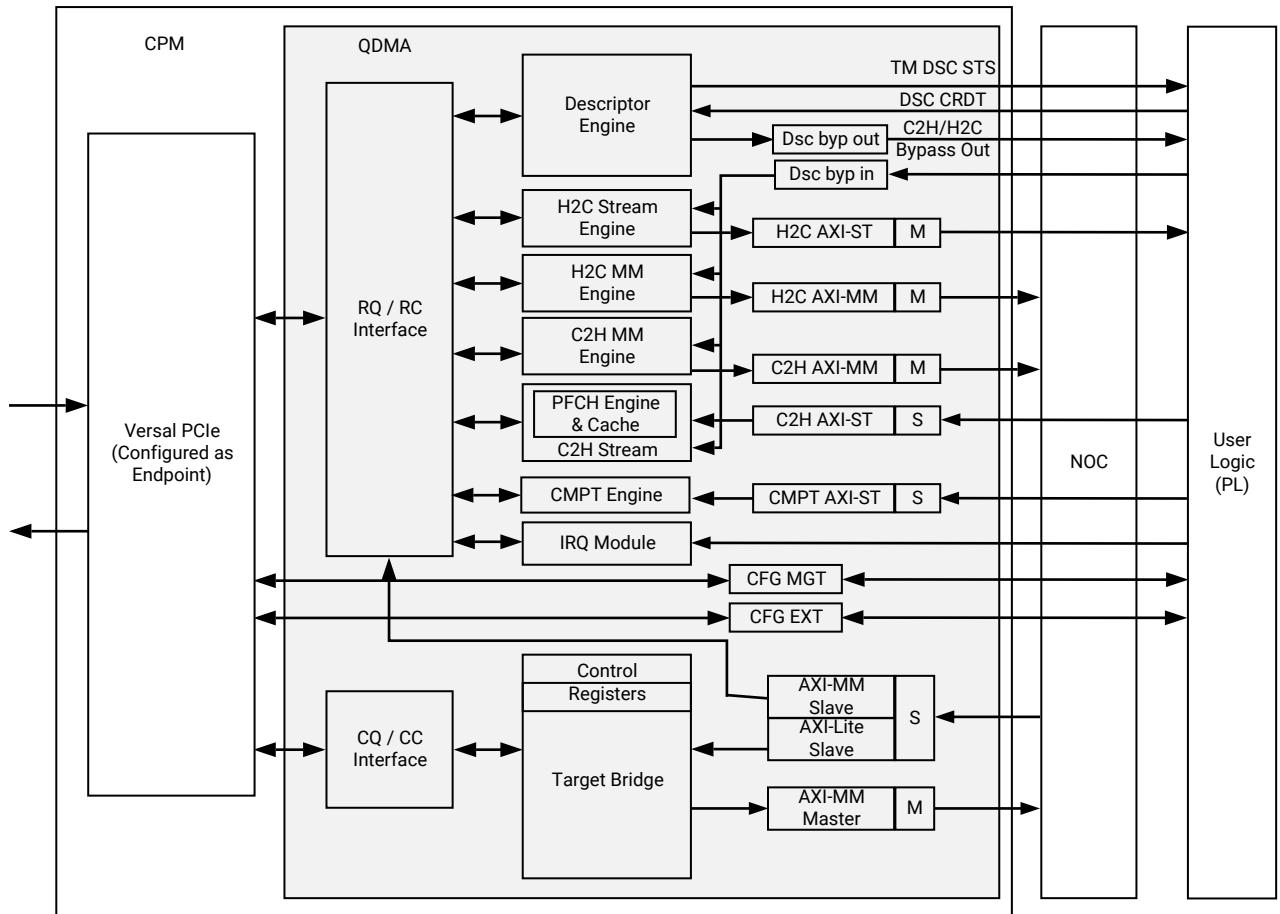 CPM
QDMA
TM DSC STS
Descriptor
Engine
DSC CRDT
Dsc byp out
C2H/H2C
Bypass Out
Dsc byp in
H2C Stream
Engine
H2C AXI-ST
M
H2C MM
Engine
H2C AXI-MM
M
RQ / RC
Interface
C2H MM
Engine
C2H AXI-MM
M
PFCH Engine
& Cache
C2H Stream
C2H AXI-ST
S
Versal PCIe
(Configured as
Endpoint)
NOC
User
Logic
(PL)
CMPT Engine
CMPT AXI-ST
S
IRQ Module
CFG MGT
CFG EXT
Control
Registers
AXI-MM
Slave
AXI-Lite
Slave
S
CQ / CC
Interface
Target Bridge
AXI-MM
Master
M